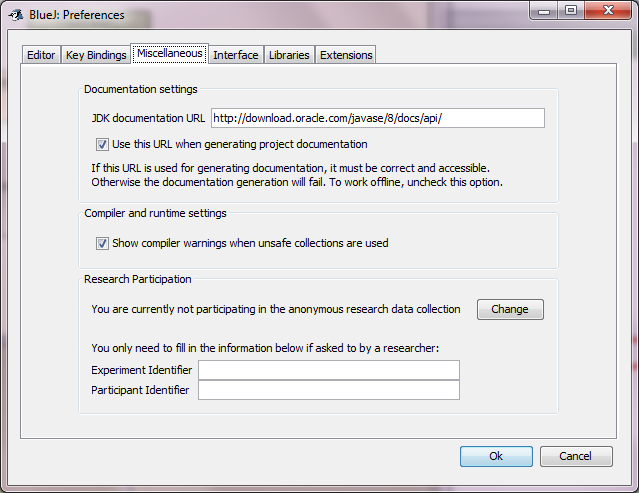 BlueJ: Preferences
Editor Key Bindings Miscellaneous Interface Libraries Extensions
Documentation settings
JDK documentation URL http://download.oracle.com/javase/8/docs/api/
Use this URL when generating project documentation
If this URL is used for generating documentation, it must be correct and accessible.
Otherwise the documentation generation will fail. To work offline, uncheck this option.
Compiler and runtime settings
Show compiler warnings when unsafe collections are used
Research Participation
You are currently not participating in the anonymous research data collection Change
You only need to fill in the information below if asked to by a researcher:
Experiment Identifier
Participant Identifier
Ok Cancel